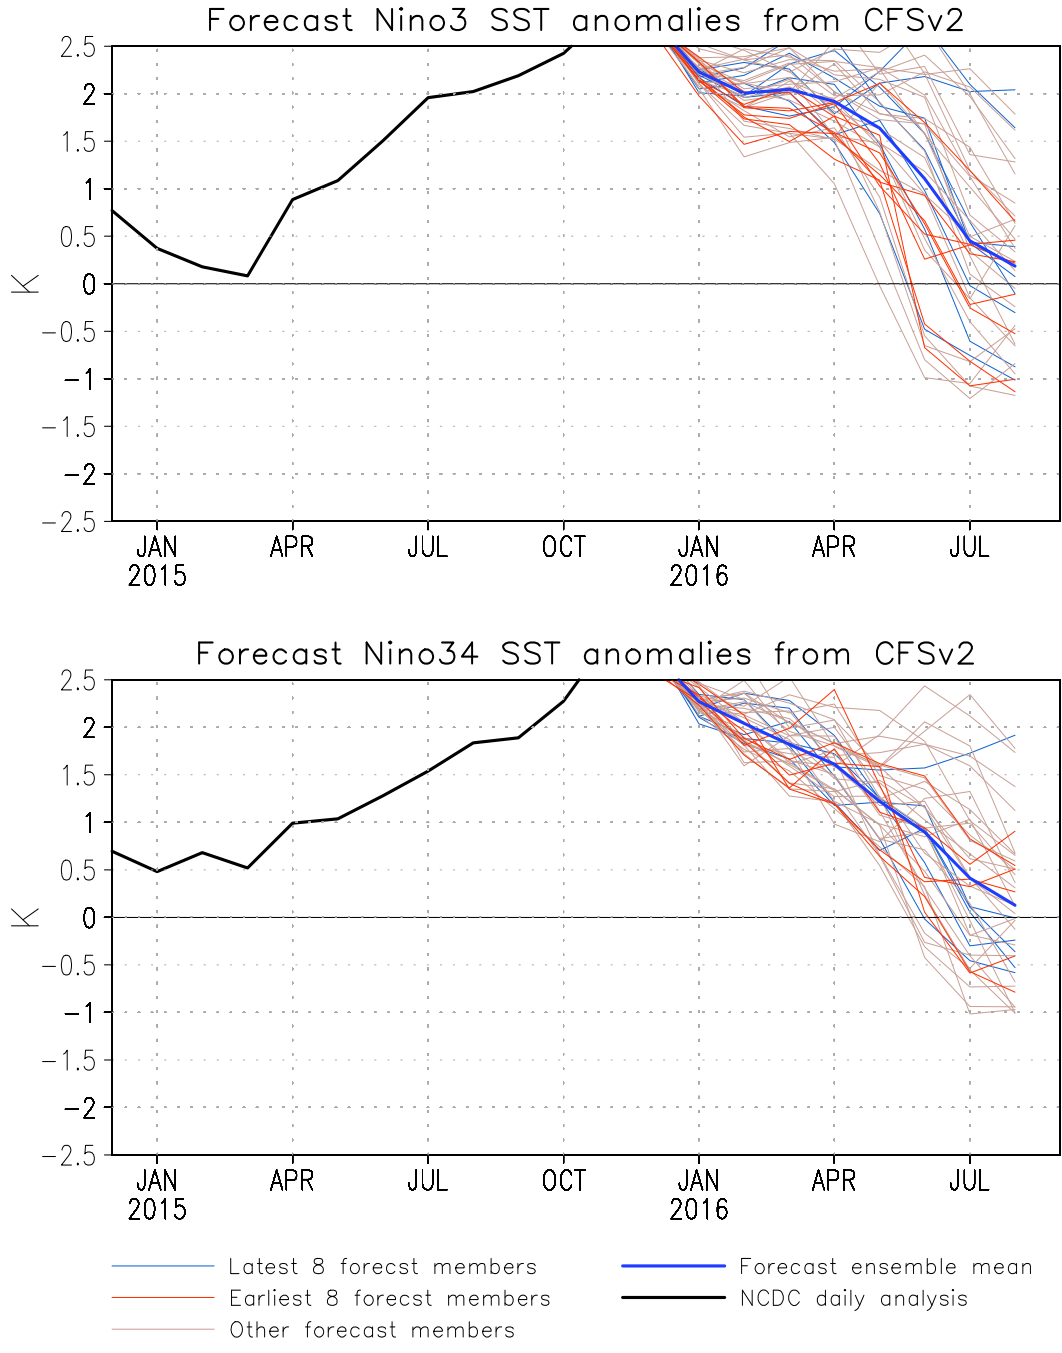 Forecast Nino3 SST anomalies from CFSv2
2.5
2
1.5
1
0.5
0
-0.5
-1
-1.5
-2
-2.5
K
JAN APR JUL OCT JAN APR JUL
2015 2016
Forecast Nino34 SST anomalies from CFSv2
2.5
2
1.5
1
0.5
0
-0.5
-1
-1.5
-2
-2.5
K
JAN APR JUL OCT JAN APR JUL
2015 2016
Latest 8 forecst members
Earliest 8 forecst members
Other forecast members
Forecast ensemble mean
NCDC daily analysis